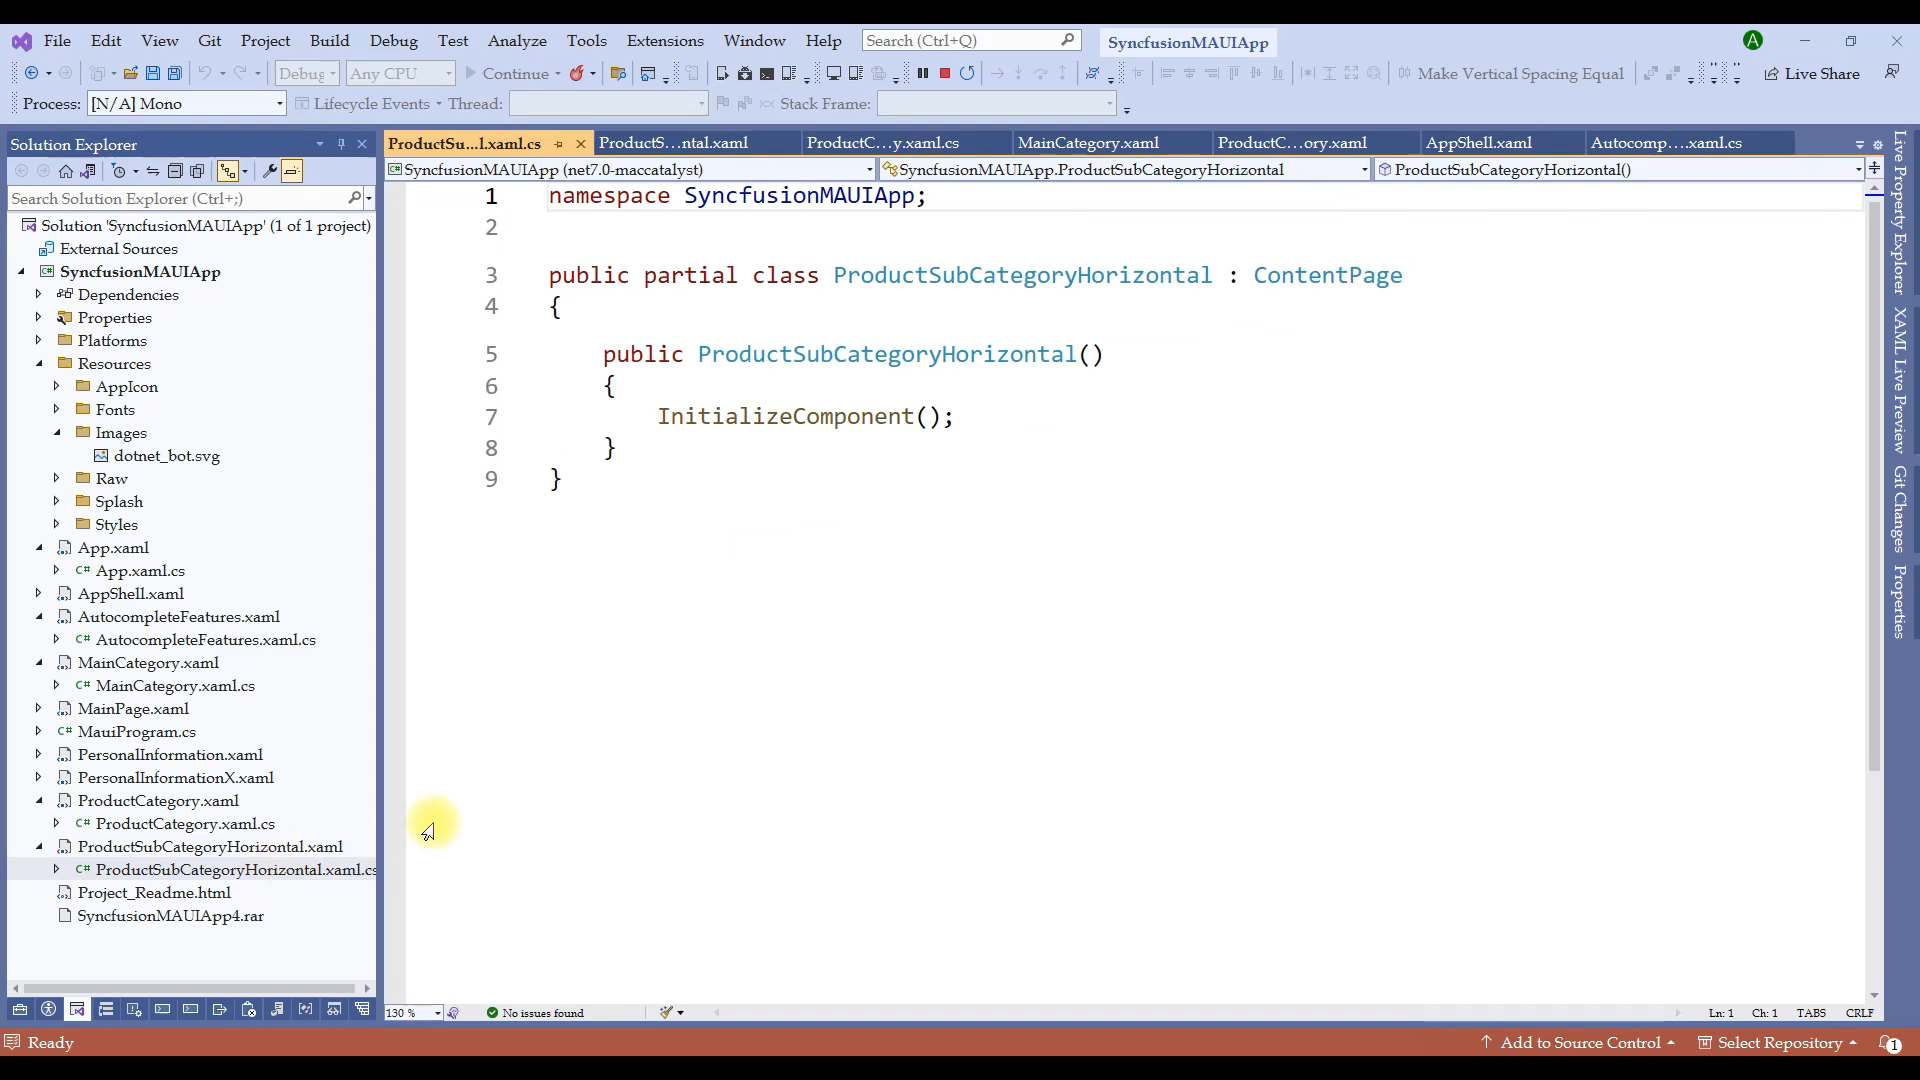 File Edit View Git Project Build Debug Test Analyze Tools Extensions Window Help Search (Ctrl+Q) SyncfusionMAUIApp A
Debug Any CPU Continue Make Vertical Spacing Equal Live Share
Process: [N/A] Mono Lifecycle Events Thread: Stack Frame:
Solution Explorer
Search Solution Explorer (Ctrl+;)
Solution 'SyncfusionMAUIApp' (1 of 1 project)
External Sources
SyncfusionMAUIApp
Dependencies
Properties
Platforms
Resources
AppIcon
Fonts
Images
dotnet_bot.svg
Raw
Splash
Styles
App.xaml
C# App.xaml.cs
AppShell.xaml
AutocompleteFeatures.xaml
C# AutocompleteFeatures.xaml.cs
MainCategory.xaml
C# MainCategory.xaml.cs
MainPage.xaml
C# MauiProgram.cs
PersonalInformation.xaml
PersonalInformationX.xaml
ProductCategory.xaml
C# ProductCategory.xaml.cs
ProductSubCategoryHorizontal.xaml
C# ProductSubCategoryHorizontal.xaml.cs
Project_Readme.html
SyncfusionMAUIApp4.rar
ProductSu...l.xaml.cs ProductS...ntal.xaml ProductC...y.xaml.cs MainCategory.xaml ProductC...ory.xaml AppShell.xaml Autocomp....xaml.cs
SyncfusionMAUIApp (net7.0-maccatalyst) SyncfusionMAUIApp.ProductSubCategoryHorizontal ProductSubCategoryHorizontal()
1 namespace SyncfusionMAUIApp;
2
3 public partial class ProductSubCategoryHorizontal : ContentPage
4 {
5 public ProductSubCategoryHorizontal()
6 {
7 InitializeComponent();
8 }
9 }
130 % No issues found Ln: 1 Ch: 1 TABS CRLF
Live Property Explorer
XAML Live Preview
Git Changes
Properties
Ready Add to Source Control Select Repository 1